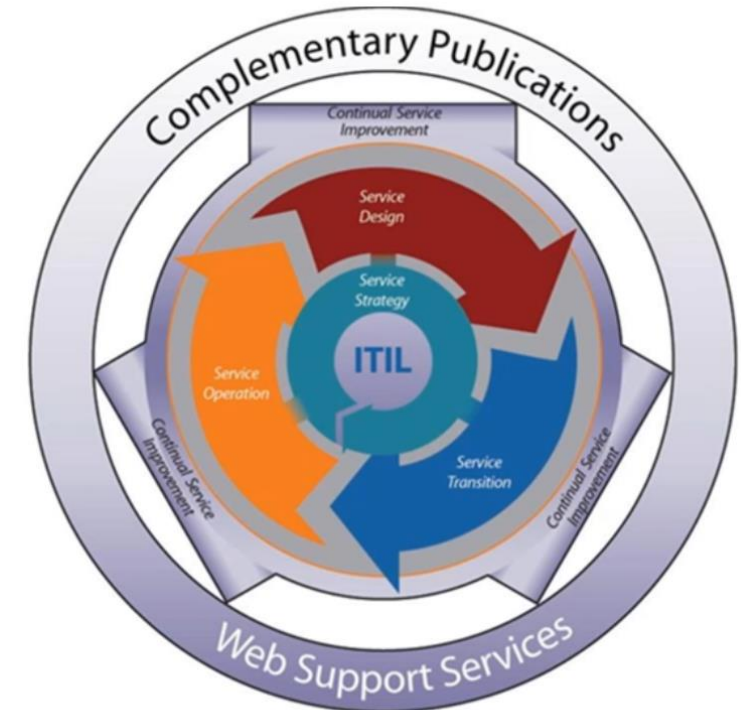 Complementary Publications
Continual Service
Improvement
Service
Design
Service
Strategy
ITIL
Service
Operation
Service
Transition
Continual Service
Improvement
Continual Service
Improvement
Web Support Services